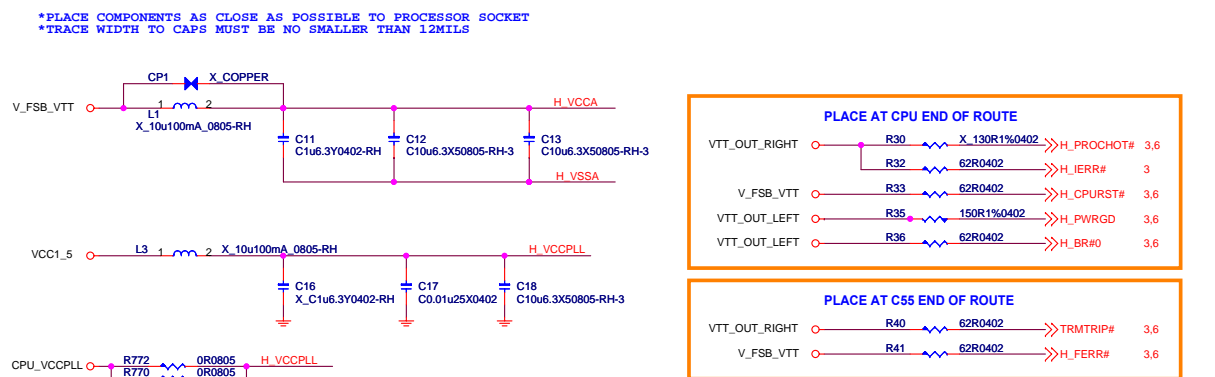 *PLACE COMPONENTS AS CLOSE AS POSSIBLE TO PROCESSOR SOCKET
*TRACE WIDTH TO CAPS MUST BE NO SMALLER THAN 12MILS
CP1 X_COPPER
V_FSB_VTT 1 2 H_VCCA
L1
X_10u100mA_0805-RH
C11 C12 C13
C1u6.3Y0402-RH C10u6.3X50805-RH-3 C10u6.3X50805-RH-3
H_VSSA
VCC1_5 L3 1 2 X_10u100mA_0805-RH H_VCCPLL
C16 C17 C18
X_C1u6.3Y0402-RH C0.01u25X0402 C10u6.3X50805-RH-3
CPU_VCCPLL R772 0R0805 H_VCCPLL
R770 0R0805
PLACE AT CPU END OF ROUTE
VTT_OUT_RIGHT R30 X_130R1%0402 H_PROCHOT# 3,6
R32 62R0402 H_IERR# 3
V_FSB_VTT R33 62R0402 H_CPURST# 3,6
VTT_OUT_LEFT R35 150R1%0402 H_PWRGD 3,6
VTT_OUT_LEFT R36 62R0402 H_BR#0 3,6
PLACE AT C55 END OF ROUTE
VTT_OUT_RIGHT R40 62R0402 TRMTRIP# 3,6
V_FSB_VTT R41 62R0402 H_FERR# 3,6